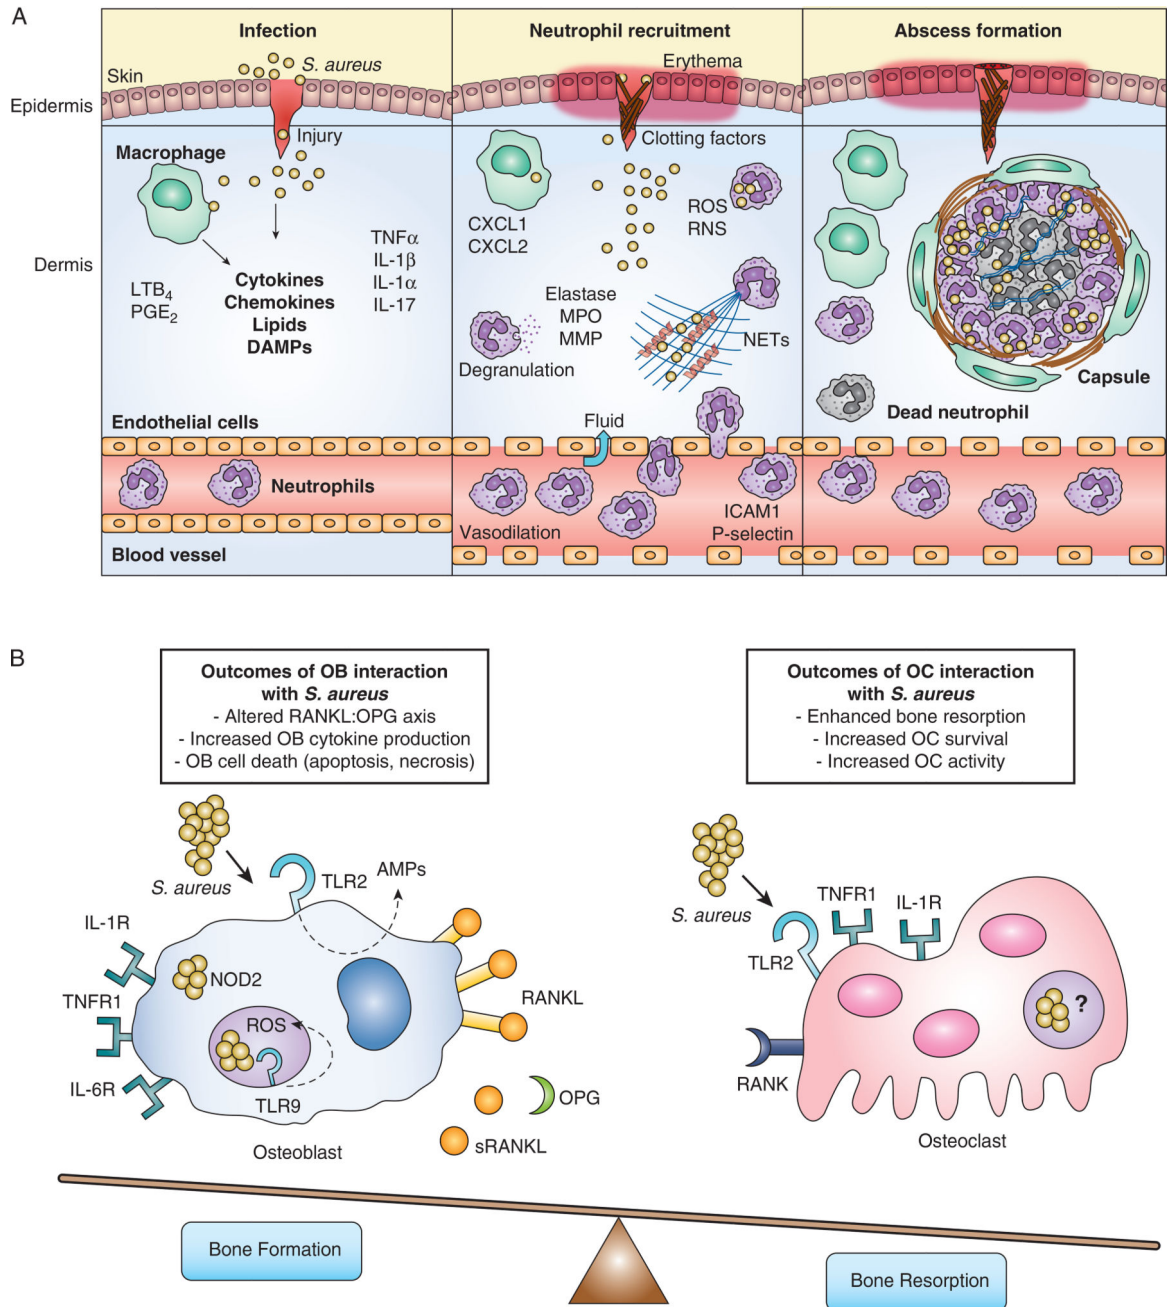 A
Infection
S. aureus
Skin
Epidermis
Injury
Macrophage
Dermis
LTB4
PGE2
Cytokines
Chemokines
Lipids
DAMPs
TNFα
IL-1β
IL-1α
IL-17
Endothelial cells
Neutrophils
Blood vessel
Neutrophil recruitment
Erythema
Clotting factors
CXCL1
CXCL2
ROS
RNS
Elastase
MPO
MMP
NETs
Degranulation
Fluid
Vasodilation
ICAM1
P-selectin
Abscess formation
Capsule
Dead neutrophil
B
Outcomes of OB interaction
with S. aureus
- Altered RANKL:OPG axis
- Increased OB cytokine production
- OB cell death (apoptosis, necrosis)
S. aureus
TLR2
AMPs
IL-1R
NOD2
TNFR1
ROS
RANKL
IL-6R
TLR9
OPG
sRANKL
Osteoblast
Outcomes of OC interaction
with S. aureus
- Enhanced bone resorption
- Increased OC survival
- Increased OC activity
S. aureus
TNFR1
IL-1R
TLR2
?
RANK
Osteoclast
Bone Formation
Bone Resorption